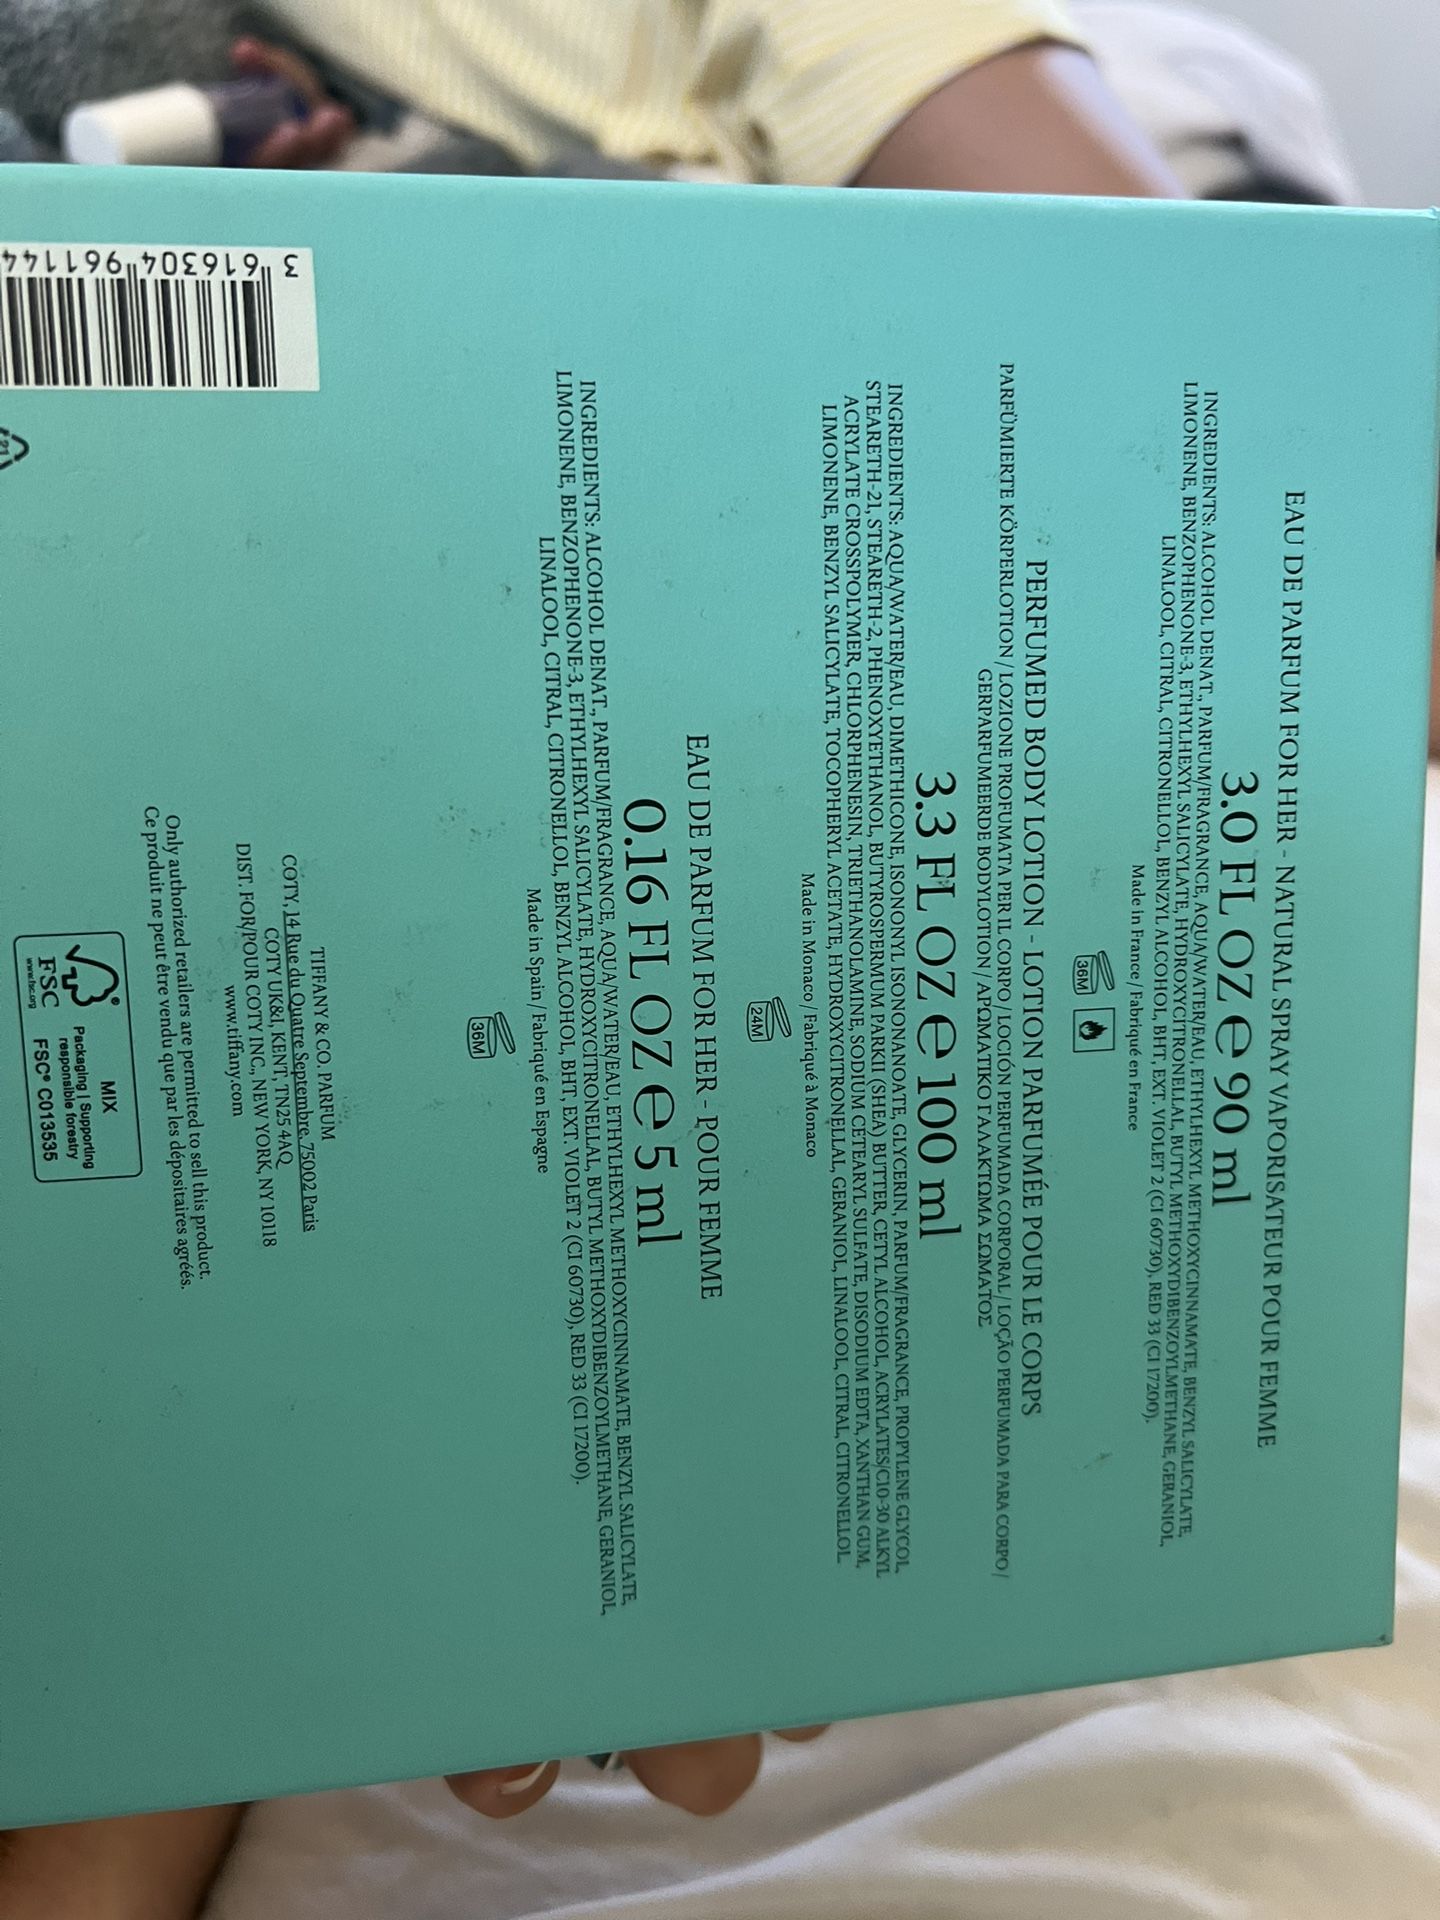 EAU DE PARFUM FOR HER - NATURAL SPRAY VAPORISATEUR POUR FEMME
3.0 FL OZ e 90 ml
INGREDIENTS: ALCOHOL DENAT., PARFUM/FRAGRANCE, AQUA/WATER/EAU, ETHYLHEXYL METHOXYCINNAMATE, BENZYL SALICYLATE,
LIMONENE, BENZOPHENONE-3, ETHYLHEXYL SALICYLATE, HYDROXYCITRONELLAL, BUTYL METHOXYDIBENZOYLMETHANE, GERANIOL,
LINALOOL, CITRAL, CITRONELLOL, BENZYL ALCOHOL, BHT, EXT. VIOLET 2 (CI 60730), RED 33 (CI 17200).
Made in France / Fabriqué en France
36M
PERFUMED BODY LOTION - LOTION PARFUMÉE POUR LE CORPS
PARFÜMIERTE KÖRPERLOTION / LOZIONE PROFUMATA PER IL CORPO / LOCIÓN PERFUMADA CORPORAL / LOÇÃO PERFUMADA PARA CORPO /
GERPARFUMEERDE BODYLOTION / ΑΡΩΜΑΤΙΚΟ ΓΑΛΑΚΤΩΜΑ ΣΩΜΑΤΟΣ
3.3 FL OZ e 100 ml
INGREDIENTS: AQUA/WATER/EAU, DIMETHICONE, ISONONYL ISONONANOATE, GLYCERIN, PARFUM/FRAGRANCE, PROPYLENE GLYCOL,
STEARETH-21, STEARETH-2, PHENOXYETHANOL, BUTYROSPERMUM PARKII (SHEA) BUTTER, CETYL ALCOHOL, ACRYLATES/C10-30 ALKYL
ACRYLATE CROSSPOLYMER, CHLORPHENESIN, TRIETHANOLAMINE, SODIUM CETEARYL SULFATE, DISODIUM EDTA, XANTHAN GUM,
LIMONENE, BENZYL SALICYLATE, TOCOPHERYL ACETATE, HYDROXYCITRONELLAL, GERANIOL, LINALOOL, CITRAL, CITRONELLOL.
Made in Monaco / Fabriqué à Monaco
24M
EAU DE PARFUM FOR HER - POUR FEMME
0.16 FL OZ e 5 ml
INGREDIENTS: ALCOHOL DENAT., PARFUM/FRAGRANCE, AQUA/WATER/EAU, ETHYLHEXYL METHOXYCINNAMATE, BENZYL SALICYLATE,
LIMONENE, BENZOPHENONE-3, ETHYLHEXYL SALICYLATE, HYDROXYCITRONELLAL, BUTYL METHOXYDIBENZOYLMETHANE, GERANIOL,
LINALOOL, CITRAL, CITRONELLOL, BENZYL ALCOHOL, BHT, EXT. VIOLET 2 (CI 60730), RED 33 (CI 17200).
Made in Spain / Fabriqué en Espagne
36M
TIFFANY & CO. PARFUM
COTY, 14 Rue du Quatre Septembre, 75002 Paris
COTY UK&I, KENT, TN25 4AQ
DIST. FOR/POUR COTY INC., NEW YORK, NY 10118
www.tiffany.com
Only authorized retailers are permitted to sell this product.
Ce produit ne peut être vendu que par les dépositaires agréés.
3 616304 961144
FSC
www.fsc.org
MIX
Packaging | Supporting
responsible forestry
FSC® C013535